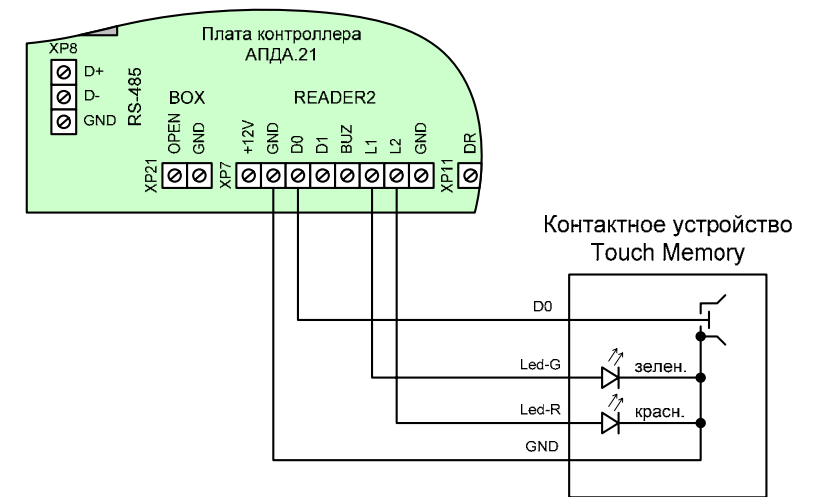 Плата контроллера
АПДА.21
XP8
D+
D-
GND
RS-485
BOX
READER2
OPEN
GND
+12V
GND
D0
D1
BUZ
L1
L2
GND
DR
XP21
XP7
XP11
Контактное устройство
Touch Memory
D0
Led-G
зелен.
Led-R
красн.
GND